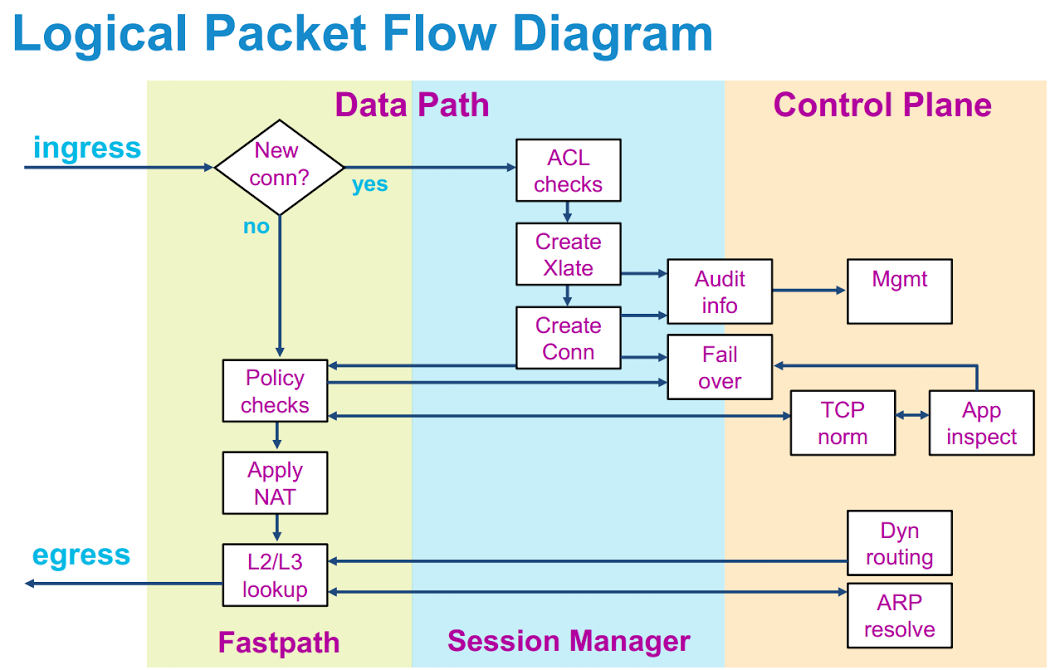 Logical Packet Flow Diagram
Data Path
Control Plane
ingress
New
conn?
yes
no
ACL
checks
Create
Xlate
Create
Conn
Audit
info
Mgmt
Fail
over
Policy
checks
TCP
norm
App
inspect
Apply
NAT
egress
L2/L3
lookup
Dyn
routing
ARP
resolve
Fastpath
Session Manager